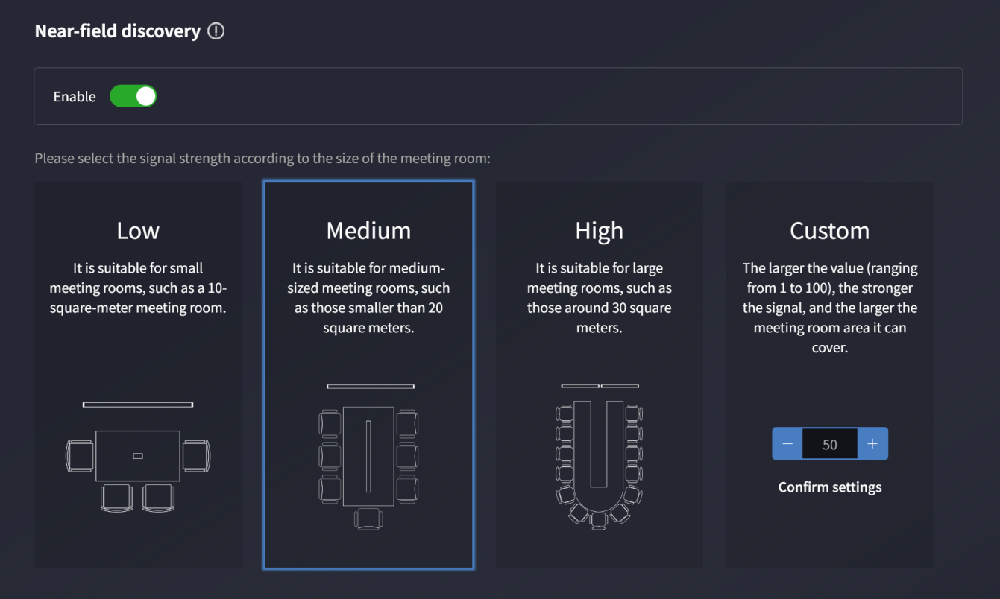 Near-field discovery
Enable
Please select the signal strength according to the size of the meeting room:
Low
It is suitable for small
meeting rooms, such as a 10-
square-meter meeting room.
Medium
It is suitable for medium-
sized meeting rooms, such
as those smaller than 20
square meters.
High
It is suitable for large
meeting rooms, such as
those around 30 square
meters.
Custom
The larger the value (ranging
from 1 to 100), the stronger
the signal, and the larger the
meeting room area it can
cover.
50
Confirm settings